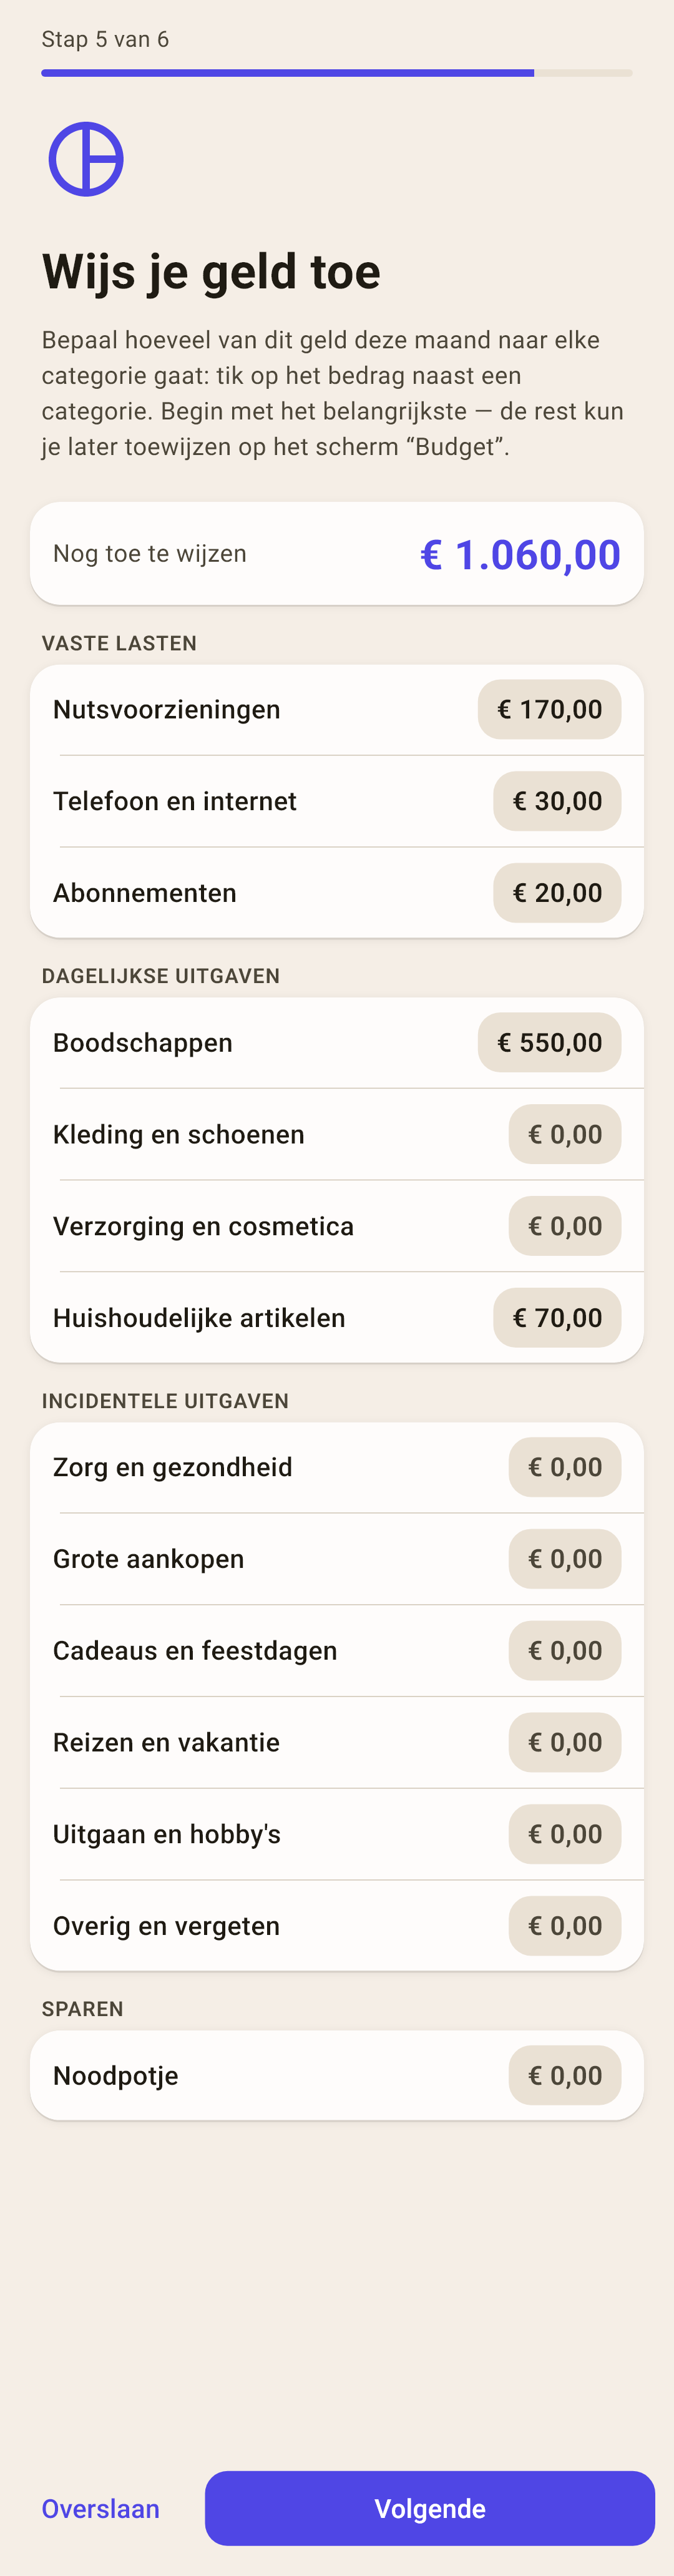 Stap 5 van 6
Wijs je geld toe
Bepaal hoeveel van dit geld deze maand naar elke
categorie gaat: tik op het bedrag naast een
categorie. Begin met het belangrijkste — de rest kun
je later toewijzen op het scherm “Budget”.
Nog toe te wijzen € 1.060,00
VASTE LASTEN
Nutsvoorzieningen € 170,00
Telefoon en internet € 30,00
Abonnementen € 20,00
DAGELIJKSE UITGAVEN
Boodschappen € 550,00
Kleding en schoenen € 0,00
Verzorging en cosmetica € 0,00
Huishoudelijke artikelen € 70,00
INCIDENTELE UITGAVEN
Zorg en gezondheid € 0,00
Grote aankopen € 0,00
Cadeaus en feestdagen € 0,00
Reizen en vakantie € 0,00
Uitgaan en hobby's € 0,00
Overig en vergeten € 0,00
SPAREN
Noodpotje € 0,00
Overslaan Volgende